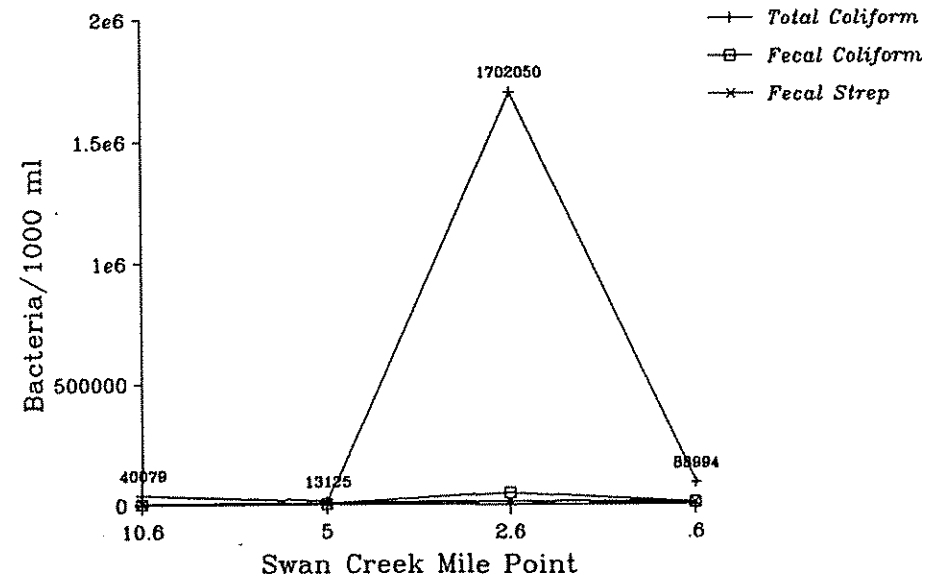 2e6
Total Coliform
Fecal Coliform
Fecal Strep
1702050
1.5e6
1e6
500000
Bacteria/1000 ml
40079
13125
0
10.6
5
2.6
.6
Swan Creek Mile Point